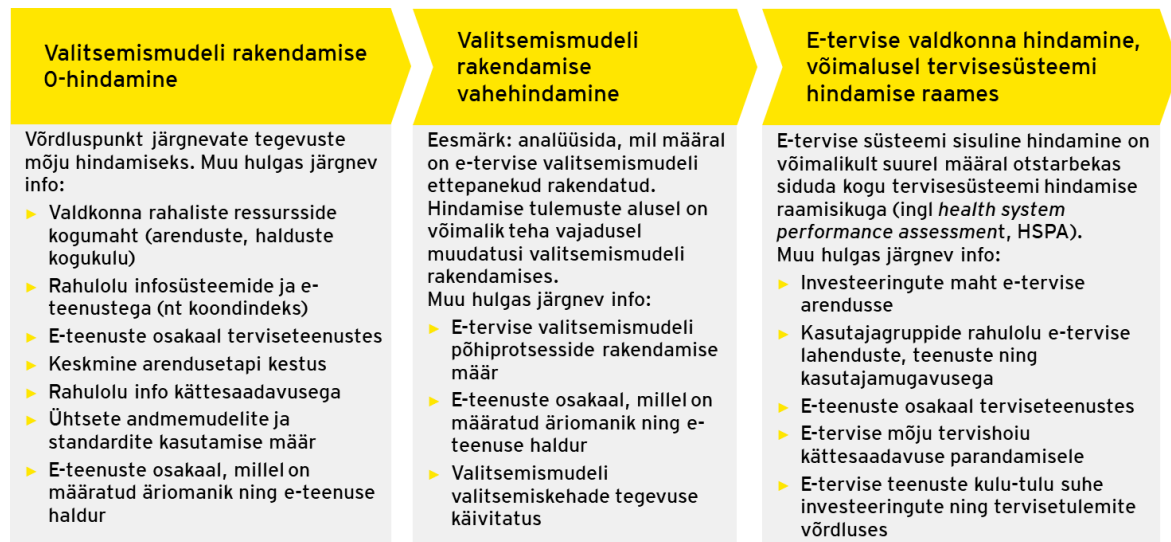 Valitsemismudeli rakendamise
0-hindamine
Võrdluspunkt järgnevate tegevuste
mõju hindamiseks. Muu hulgas järgnev
info:
► Valdkonna rahaliste ressursside
kogumaht (arenduste, halduste
kogukulu)
► Rahulolu infosüsteemide ja e-
teenustega (nt koondindeks)
► E-teenuste osakaal terviseteenustes
► Keskmine arendusetapi kestus
► Rahulolu info kättesaadavusega
► Ühtsete andmemudelite ja
standardite kasutamise määr
► E-teenuste osakaal, millel on
määratud äriomanik ning e-teenuse
haldur
Valitsemismudeli
rakendamise
vahehindamine
Eesmärk: analüüsida, mil määral
on e-tervise valitsemismudeli
ettepanekud rakendatud.
Hindamise tulemuste alusel on
võimalik teha vajadusel
muudatusi valitsemismudeli
rakendamises.
Muu hulgas järgnev info:
► E-tervise valitsemismudeli
põhiprotsesside rakendamise
määr
► E-teenuste osakaal, millel on
määratud äriomanik ning e-
teenuse haldur
► Valitsemismudeli
valitsemiskehade tegevuse
käivitatus
E-tervise valdkonna hindamine,
võimalusel tervisesüsteemi
hindamise raames
E-tervise süsteemi sisuline hindamine on
võimalikult suurel määral otstarbekas
siduda kogu tervisesüsteemi hindamise
raamisikuga (ingl health system
performance assessment, HSPA).
Muu hulgas järgnev info:
► Investeeringute maht e-tervise
arendusse
► Kasutajagruppide rahulolu e-tervise
lahenduste, teenuste ning
kasutajamugavusega
► E-teenuste osakaal terviseteenustes
► E-tervise mõju tervishoiu
kättesaadavuse parandamisele
► E-tervise teenuste kulu-tulu suhe
investeeringute ning tervisetulemite
võrdluses